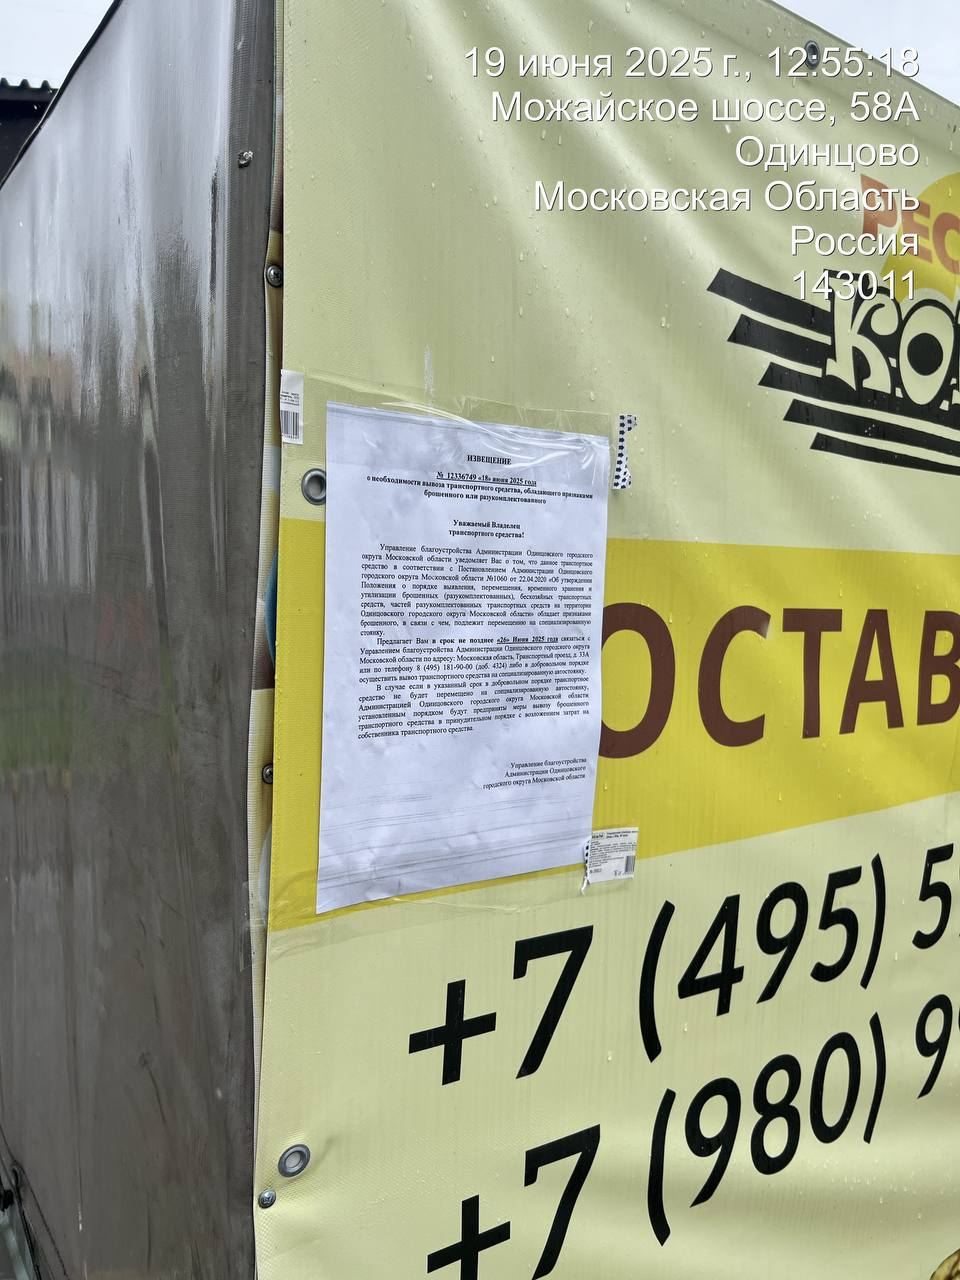 19 июня 2025 г., 12:55:18
Можайское шоссе, 58А
Одинцово
Московская Область
Россия
143011
РЕС
КО
ИЗВЕЩЕНИЕ
№ 12336749 «18» июня 2025 года
о необходимости вывоза транспортного средства, обладающего признаками
брошенного или разукомплектованного
Уважаемый Владелец
транспортного средства!
Управление благоустройства Администрации Одинцовского городского
округа Московской области уведомляет Вас о том, что данное транспортное
средство в соответствии с Постановлением Администрации Одинцовского
городского округа Московской области №1060 от 22.04.2020 «Об утверждении
Положения о порядке выявления, перемещения, временного хранения и
утилизации брошенных (разукомплектованных), бесхозяйных транспортных
средств, частей разукомплектованных транспортных средств на территории
Одинцовского городского округа Московской области» обладает признаками
брошенного, в связи с чем, подлежит перемещению на специализированную
стоянку.
Предлагает Вам в срок не позднее «26» Июня 2025 года связаться с
Управлением благоустройства Администрации Одинцовского городского округа
Московской области по адресу: Московская область, Транспортный проезд, д. 33А
или по телефону 8 (495) 181-90-00 (доб. 4324) либо в добровольном порядке
осуществить вывоз транспортного средства на специализированную автостоянку.
В случае если в указанный срок в добровольном порядке транспортное
средство не будет перемещено на специализированную автостоянку,
Администрацией Одинцовского городского округа Московской области
установленным порядком будут предприняты меры вывозу брошенного
транспортного средства в принудительном порядке с возложением затрат на
собственника транспортного средства.
Управление благоустройства
Администрации Одинцовского
городского округа Московской области
ОСТАВ
+7 (495) 5
+7 (980) 9